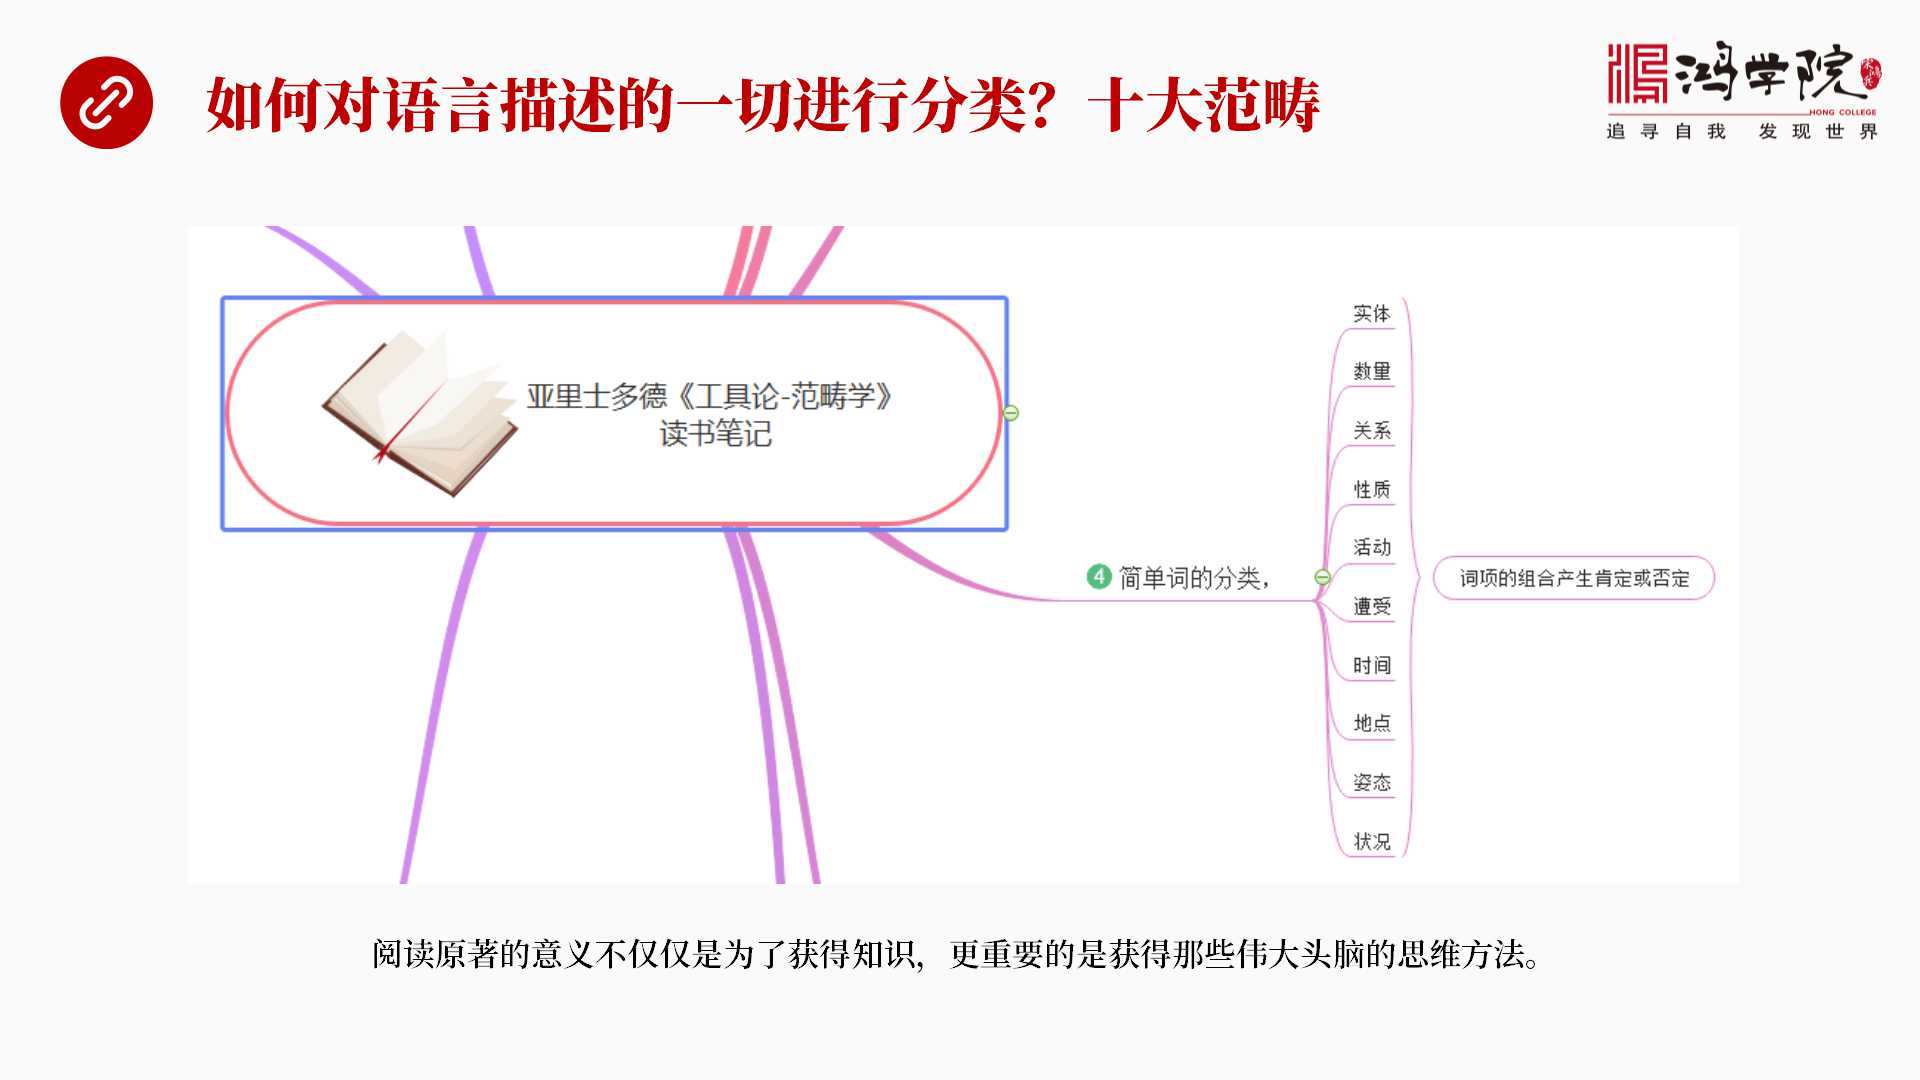 如何对语言描述的一切进行分类？十大范畴
鸿学院
HONG COLLEGE
追寻自我 发现世界
亚里士多德《工具论-范畴学》
读书笔记
4 简单词的分类，
实体
数量
关系
性质
活动
遭受
时间
地点
姿态
状况
词项的组合产生肯定或否定
阅读原著的意义不仅仅是为了获得知识，更重要的是获得那些伟大头脑的思维方法。